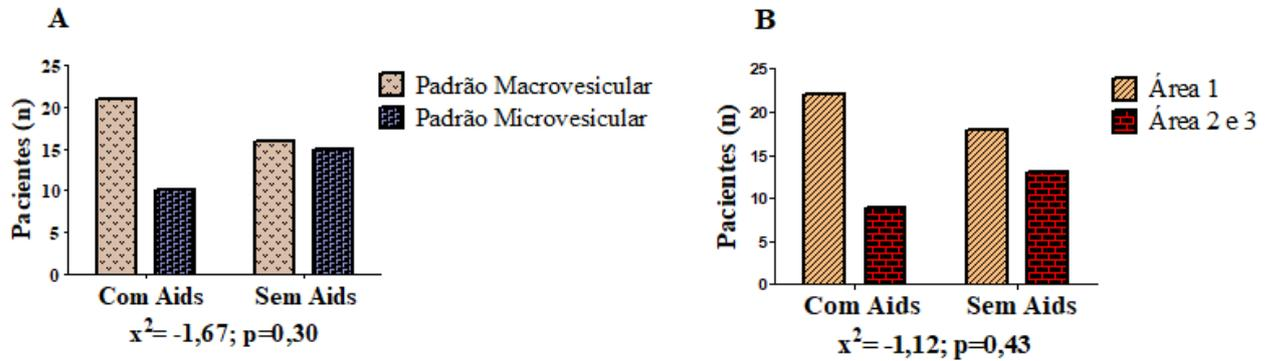 A
Pacientes (n)
25
20
15
10
5
0
Com Aids Sem Aids
x²= -1,67; p=0,30
Padrão Macrovesicular
Padrão Microvesicular
B
Pacientes (n)
25
20
15
10
5
0
Com Aids Sem Aids
x²= -1,12; p=0,43
Área 1
Área 2 e 3